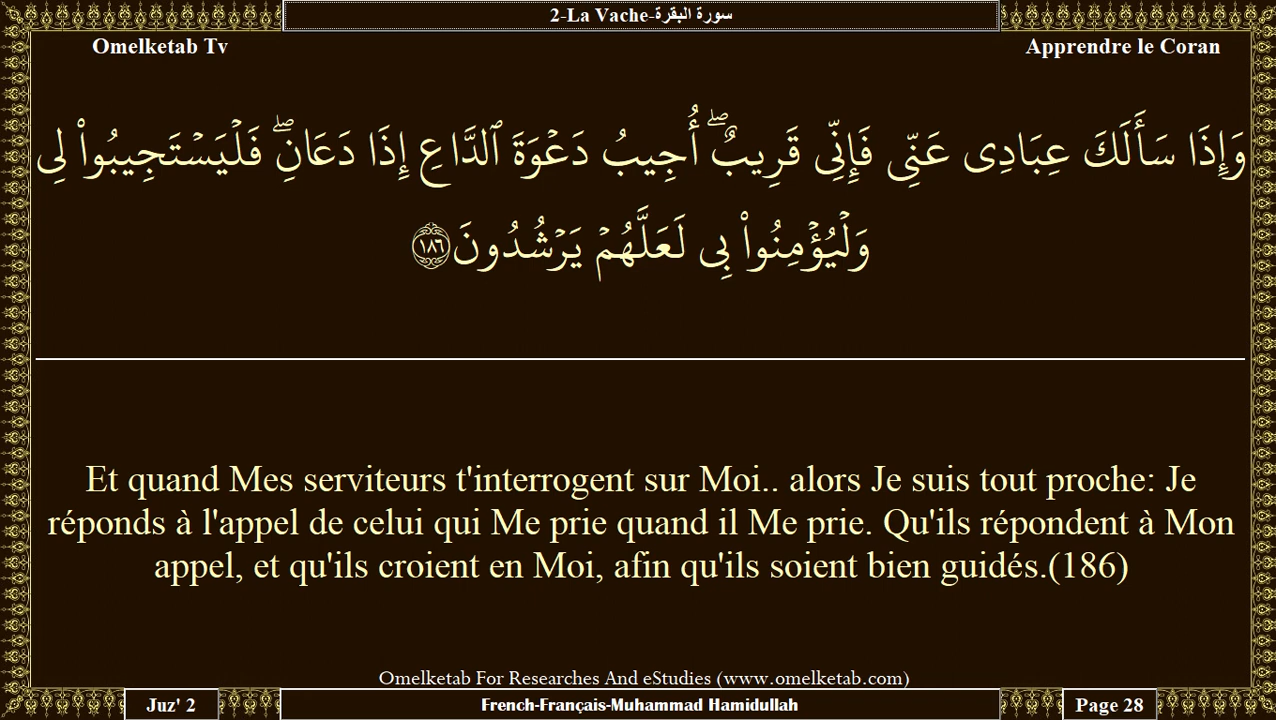 2-La Vache-سورة البقرة
Omelketab Tv
Apprendre le Coran
وَإِذَا سَأَلَكَ عِبَادِى عَنِّى فَإِنِّى قَرِيبٌ ۖ أُجِيبُ دَعْوَةَ ٱلدَّاعِ إِذَا دَعَانِ ۖ فَلْيَسْتَجِيبُوا۟ لِى
وَلْيُؤْمِنُوا۟ بِى لَعَلَّهُمْ يَرْشُدُونَ ١٨٦
Et quand Mes serviteurs t'interrogent sur Moi.. alors Je suis tout proche: Je
réponds à l'appel de celui qui Me prie quand il Me prie. Qu'ils répondent à Mon
appel, et qu'ils croient en Moi, afin qu'ils soient bien guidés.(186)
Omelketab For Researches And eStudies (www.omelketab.com)
Juz' 2
French-Français-Muhammad Hamidullah
Page 28